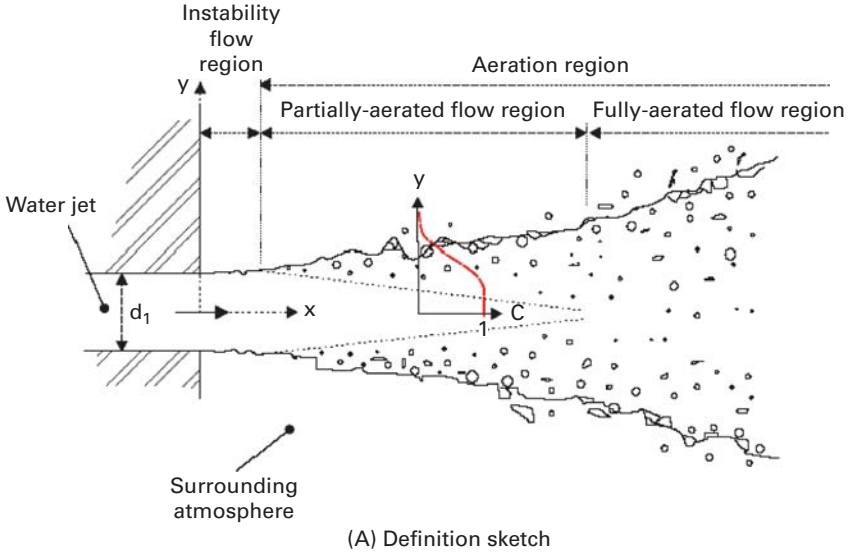 Instability
flow
region
Aeration region
y
Partially-aerated flow region
Fully-aerated flow region
y
Water jet
d1
x
C
1
Surrounding
atmosphere
(A) Definition sketch